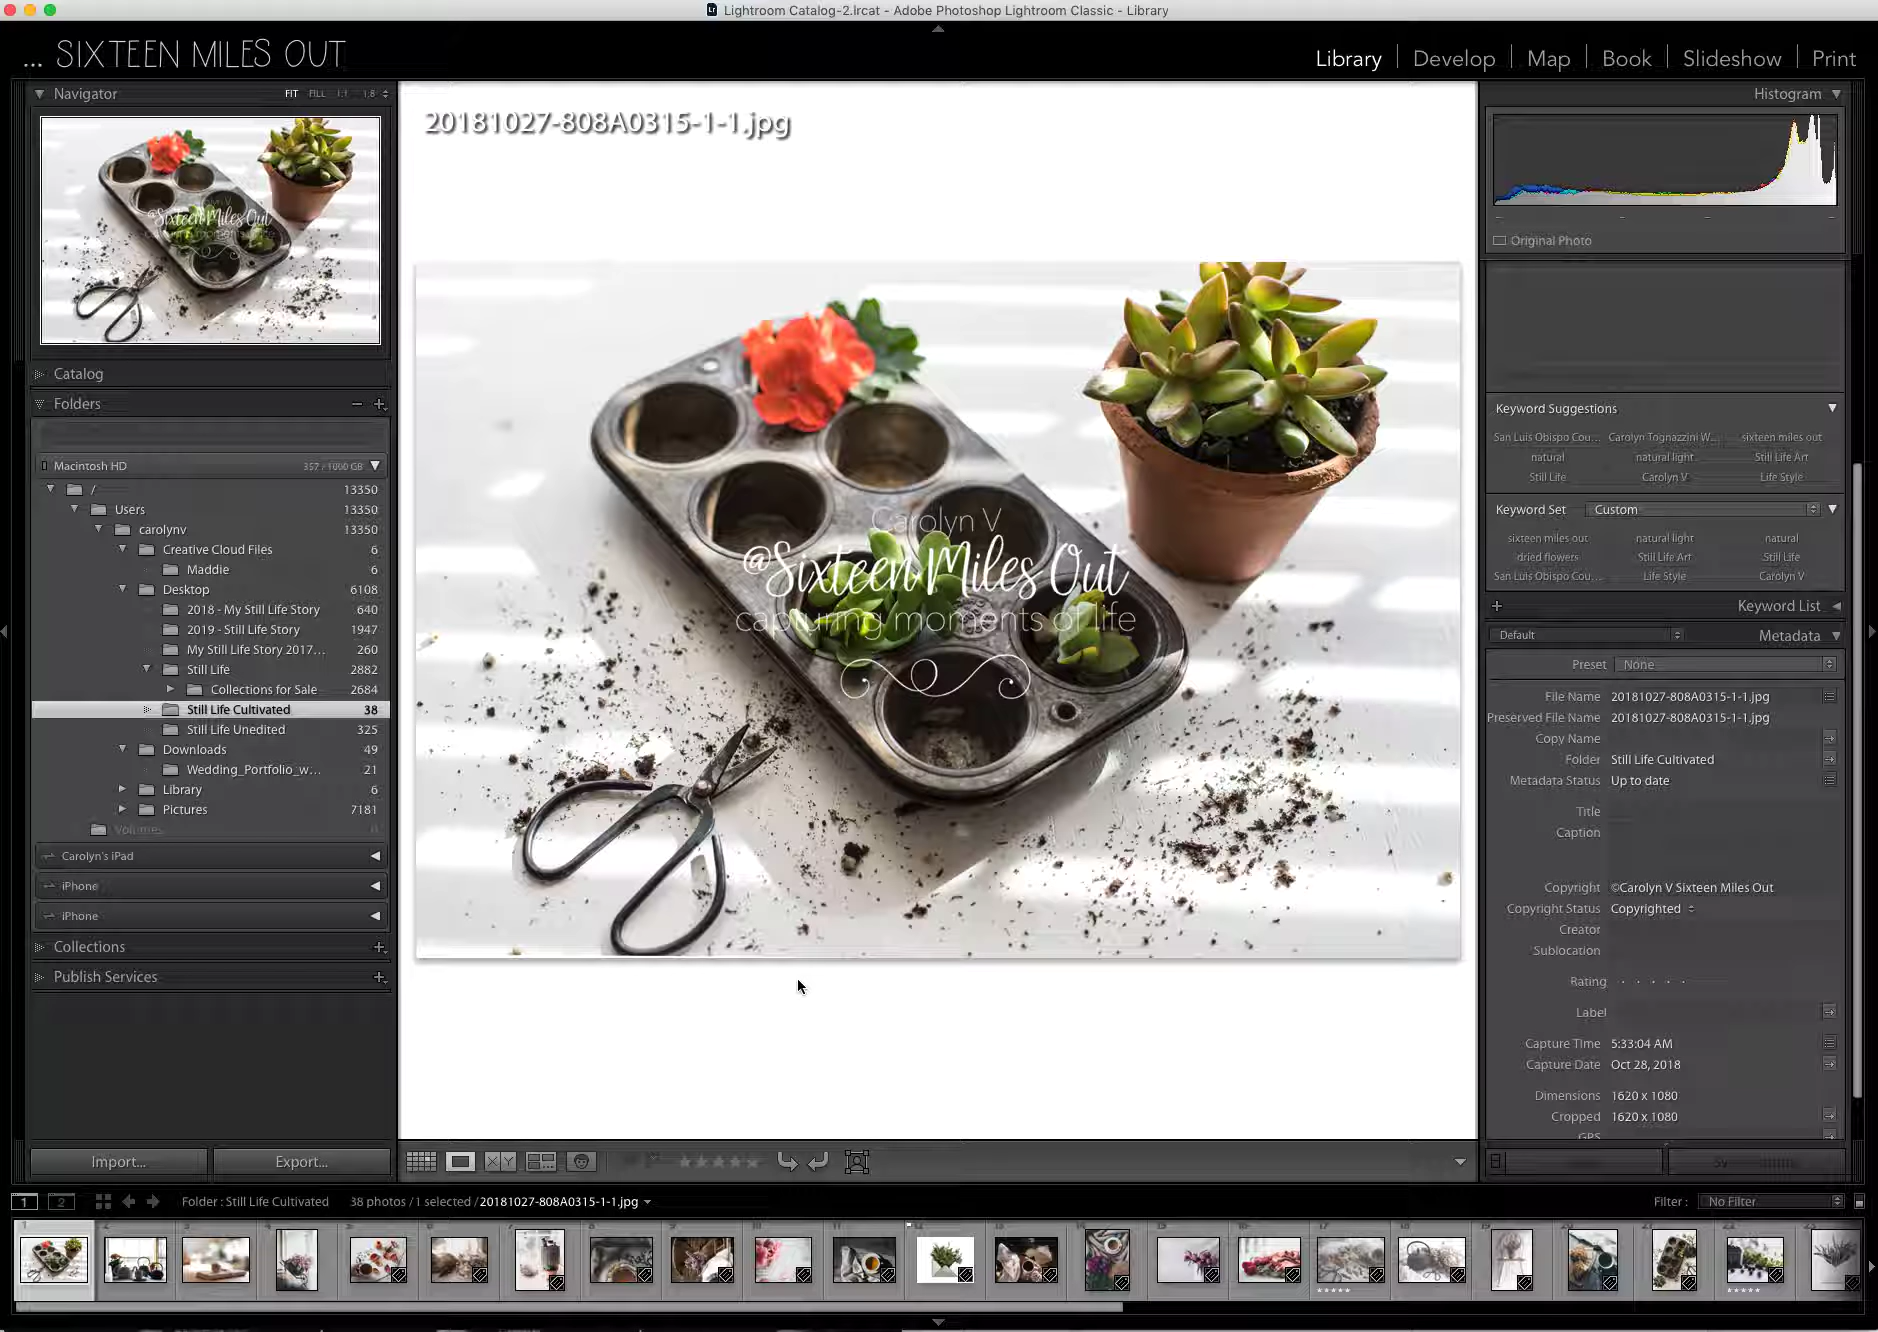 Lightroom Catalog-2.lrcat - Adobe Photoshop Lightroom Classic - Library
... SIXTEEN MILES OUT
Library | Develop | Map | Book | Slideshow | Print
Navigator FIT FILL 1:1 1:8
Catalog
Folders
Macintosh HD 357 / 1000 GB
/ 13350
Users 13350
carolynv 13350
Creative Cloud Files 6
Maddie 6
Desktop 6108
2018 - My Still Life Story 640
2019 - Still Life Story 1947
My Still Life Story 2017... 260
Still Life 2882
Collections for Sale 2684
Still Life Cultivated 38
Still Life Unedited 325
Downloads 49
Wedding_Portfolio_w... 21
Library 6
Pictures 7181
Volumes 0
Carolyn's iPad
iPhone
iPhone
Collections
Publish Services
Import... Export...
20181027-808A0315-1-1.jpg
Carolyn V
@Sixteen Miles Out
capturing moments of life
Histogram
Original Photo
Keyword Suggestions
San Luis Obispo Cou... Carolyn Tognazzini W... sixteen miles out
natural natural light Still Life Art
Still Life Carolyn V Life Style
Keyword Set Custom
sixteen miles out natural light natural
dried flowers Still Life Art Still Life
San Luis Obispo Cou... Life Style Carolyn V
Keyword List
Default Metadata
Preset None
File Name 20181027-808A0315-1-1.jpg
Preserved File Name 20181027-808A0315-1-1.jpg
Copy Name
Folder Still Life Cultivated
Metadata Status Up to date
Title
Caption
Copyright ©Carolyn V Sixteen Miles Out
Copyright Status Copyrighted
Creator
Sublocation
Rating
Label
Capture Time 5:33:04 AM
Capture Date Oct 28, 2018
Dimensions 1620 x 1080
Cropped 1620 x 1080
GPS
1 2 Folder : Still Life Cultivated 38 photos / 1 selected / 20181027-808A0315-1-1.jpg Filter : No Filter